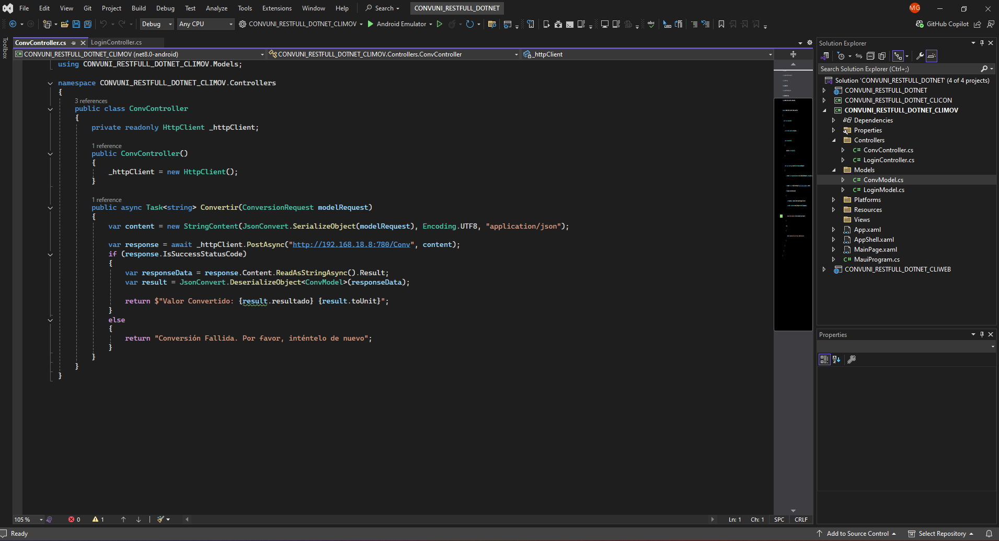 File Edit View Git Project Build Debug Test Analyze Tools Extensions Window Help Search CONVUNI_RESTFULL_DOTNET MG
Debug Any CPU CONVUNI_RESTFULL_DOTNET_CLIMOV Android Emulator GitHub Copilot
Toolbox
ConvController.cs LoginController.cs
CONVUNI_RESTFULL_DOTNET_CLIMOV (net8.0-android) CONVUNI_RESTFULL_DOTNET_CLIMOV.Controllers.ConvController _httpClient
using CONVUNI_RESTFULL_DOTNET_CLIMOV.Models;
namespace CONVUNI_RESTFULL_DOTNET_CLIMOV.Controllers
{
3 references
public class ConvController
{
private readonly HttpClient _httpClient;
1 reference
public ConvController()
{
_httpClient = new HttpClient();
}
1 reference
public async Task<string> Convertir(ConversionRequest modelRequest)
{
var content = new StringContent(JsonConvert.SerializeObject(modelRequest), Encoding.UTF8, "application/json");
var response = await _httpClient.PostAsync("http://192.168.18.8:780/Conv", content);
if (response.IsSuccessStatusCode)
{
var responseData = response.Content.ReadAsStringAsync().Result;
var result = JsonConvert.DeserializeObject<ConvModel>(responseData);
return $"Valor Convertido: {result.resultado} {result.toUnit}";
}
else
{
return "Conversión Fallida. Por favor, inténtelo de nuevo";
}
}
}
}
105 % 0 1 Ln: 1 Ch: 1 SPC CRLF
Solution Explorer
Search Solution Explorer (Ctrl+;)
Solution 'CONVUNI_RESTFULL_DOTNET' (4 of 4 projects)
CONVUNI_RESTFULL_DOTNET
CONVUNI_RESTFULL_DOTNET_CLICON
CONVUNI_RESTFULL_DOTNET_CLIMOV
Dependencies
Properties
Controllers
C# ConvController.cs
C# LoginController.cs
Models
C# ConvModel.cs
C# LoginModel.cs
Platforms
Resources
Views
App.xaml
AppShell.xaml
MainPage.xaml
C# MauiProgram.cs
CONVUNI_RESTFULL_DOTNET_CLIWEB
Properties
Ready Add to Source Control Select Repository